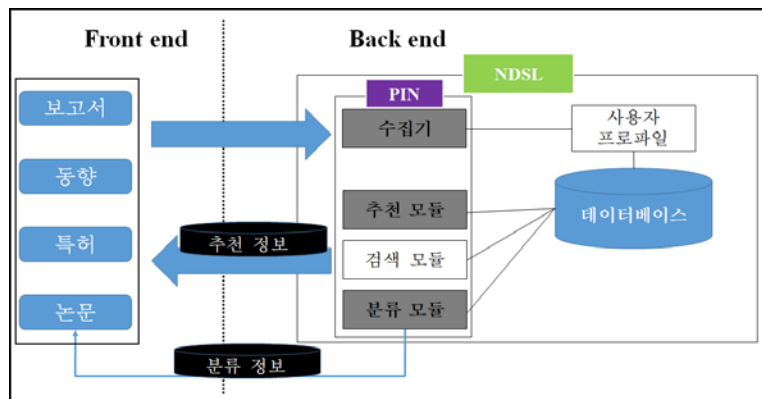 Front end
Back end
NDSL
PIN
보고서
동향
특허
논문
수집기
추천 모듈
검색 모듈
분류 모듈
사용자
프로파일
데이터베이스
추천 정보
분류 정보